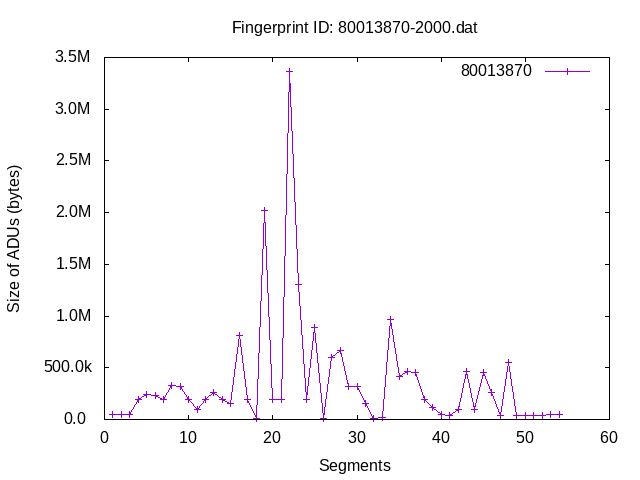 Fingerprint ID: 80013870-2000.dat
80013870
3.5M
3.0M
2.5M
2.0M
1.5M
1.0M
500.0k
0.0
Size of ADUs (bytes)
0 10 20 30 40 50 60
Segments